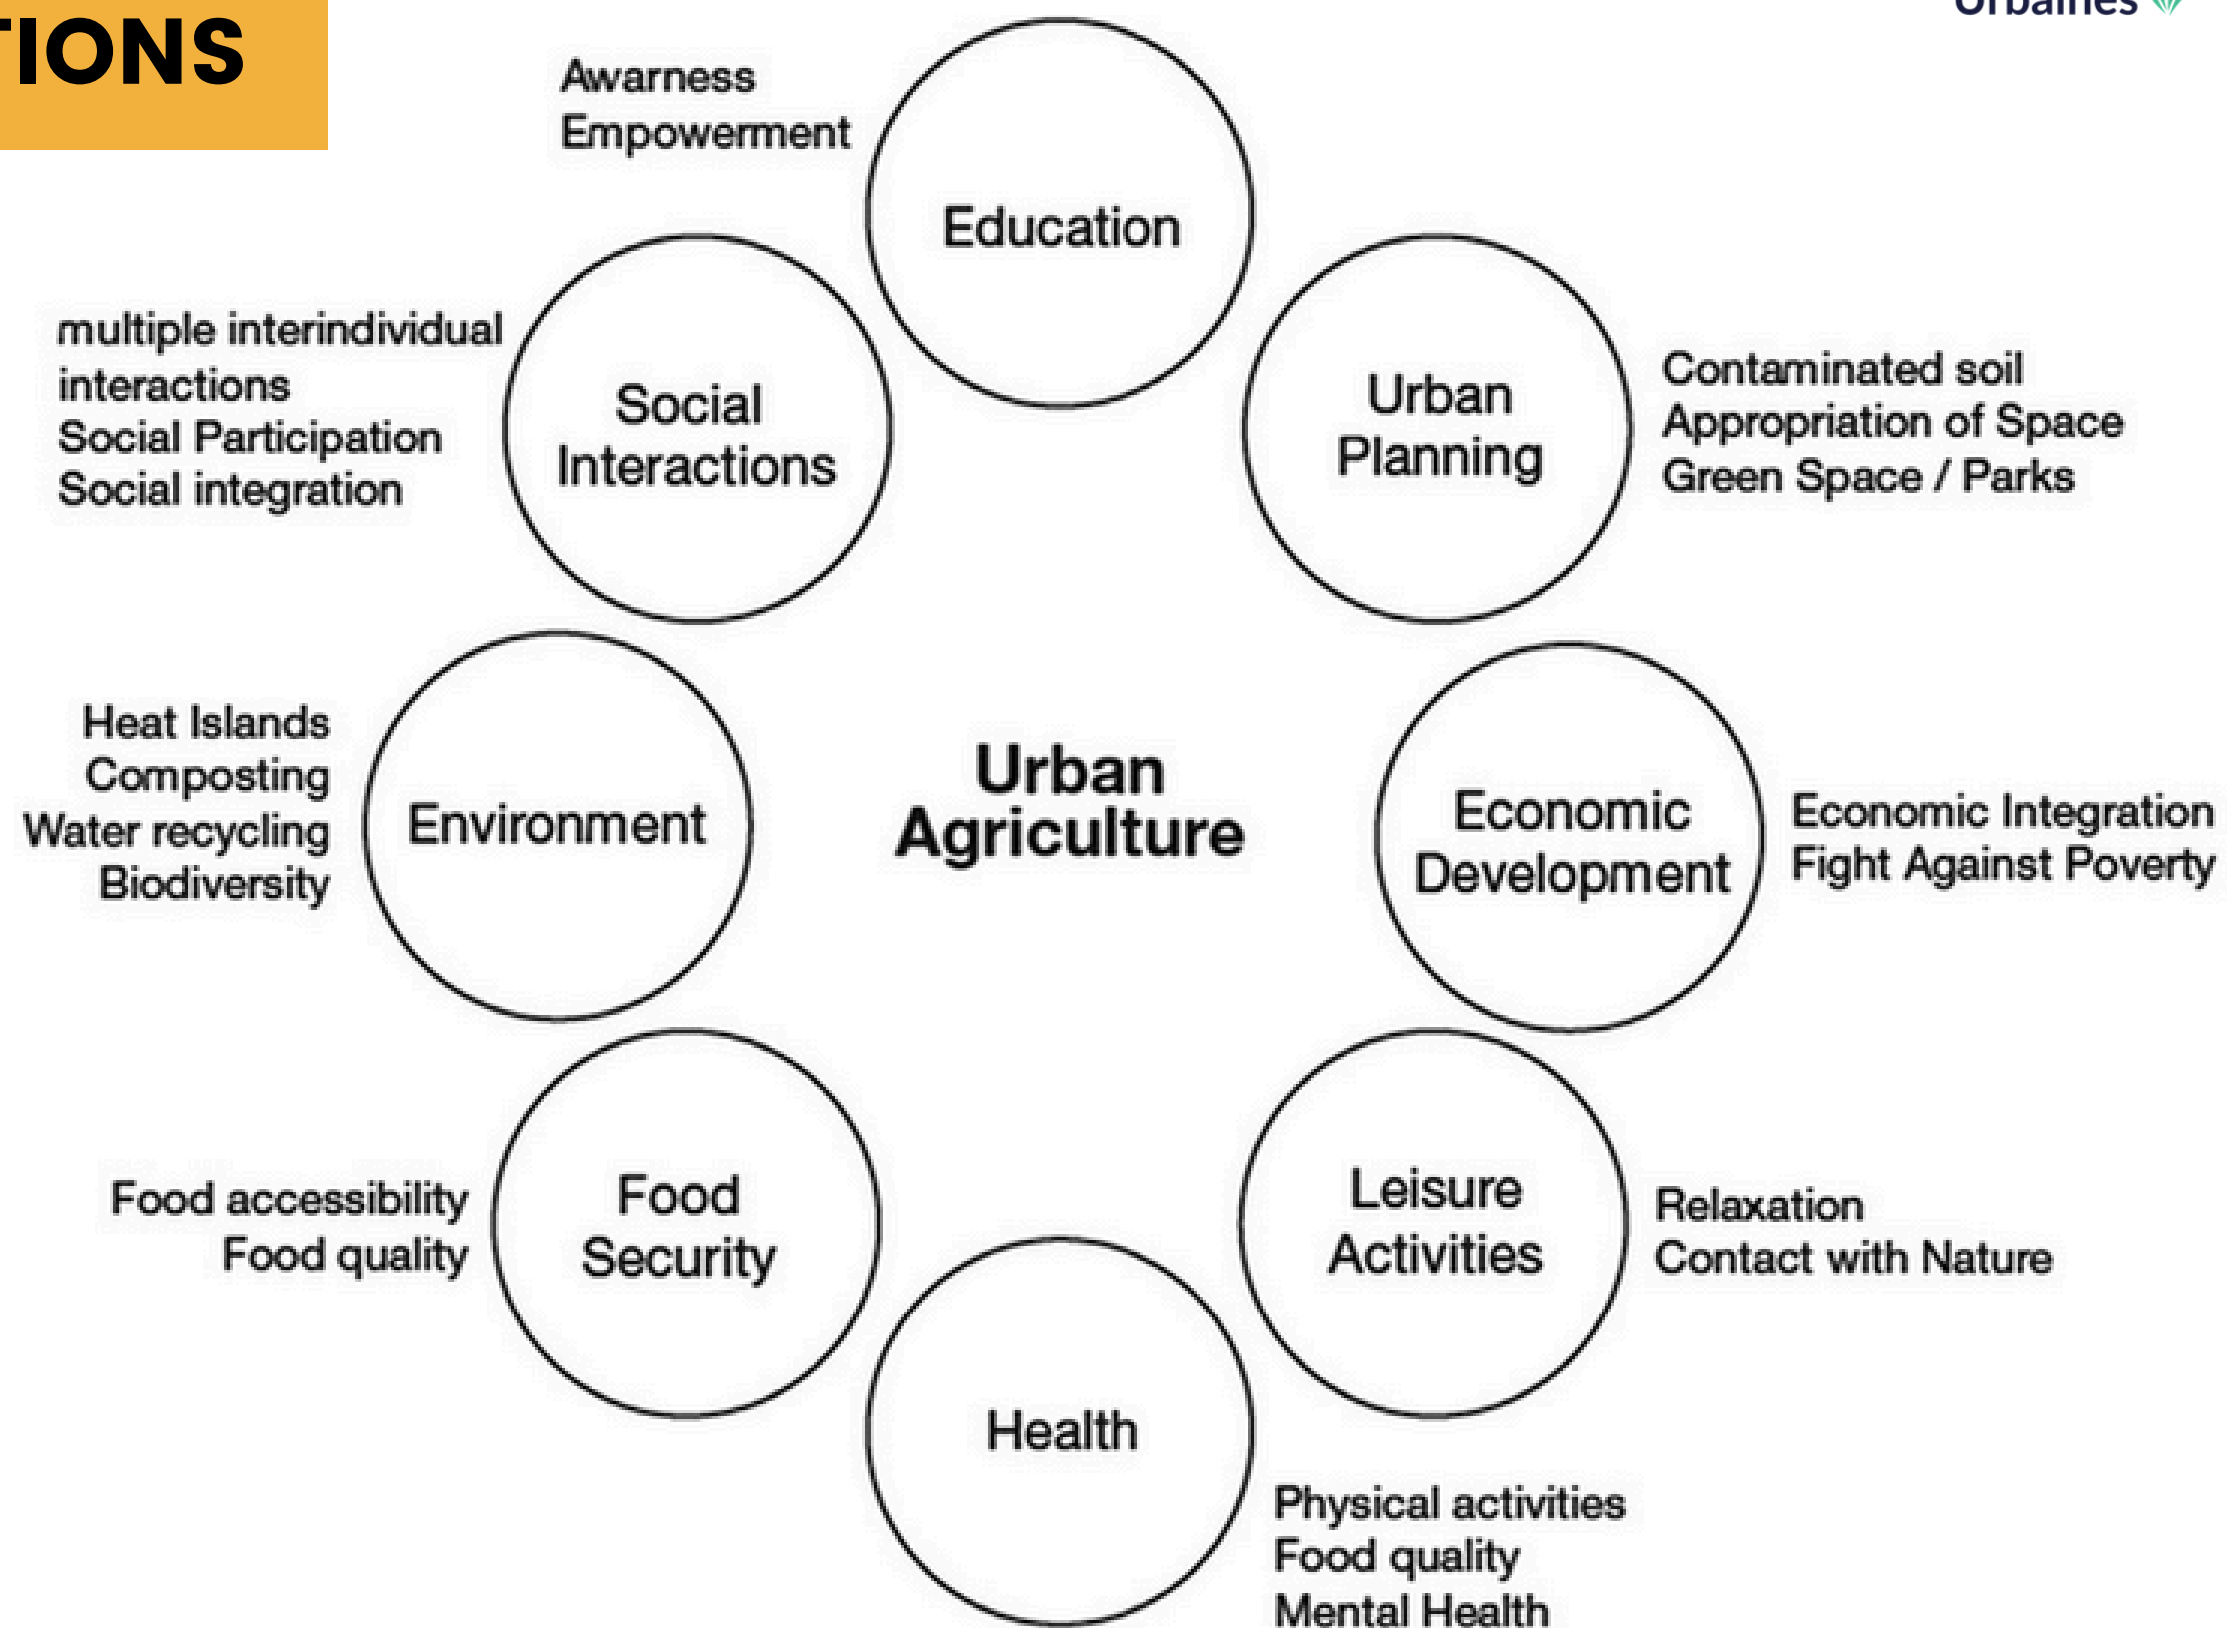 TIONS
Urbaines
Awarness
Empowerment
Education
multiple interindividual
interactions
Social Participation
Social integration
Social
Interactions
Urban
Planning
Contaminated soil
Appropriation of Space
Green Space / Parks
Heat Islands
Composting
Water recycling
Biodiversity
Environment
Urban
Agriculture
Economic
Development
Economic Integration
Fight Against Poverty
Food accessibility
Food quality
Food
Security
Leisure
Activities
Relaxation
Contact with Nature
Health
Physical activities
Food quality
Mental Health